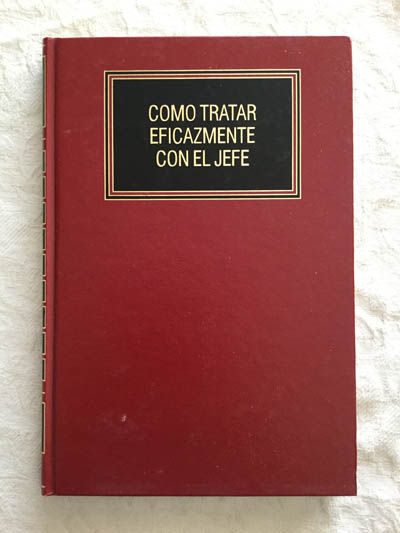 COMO TRATAR
EFICAZMENTE
CON EL JEFE